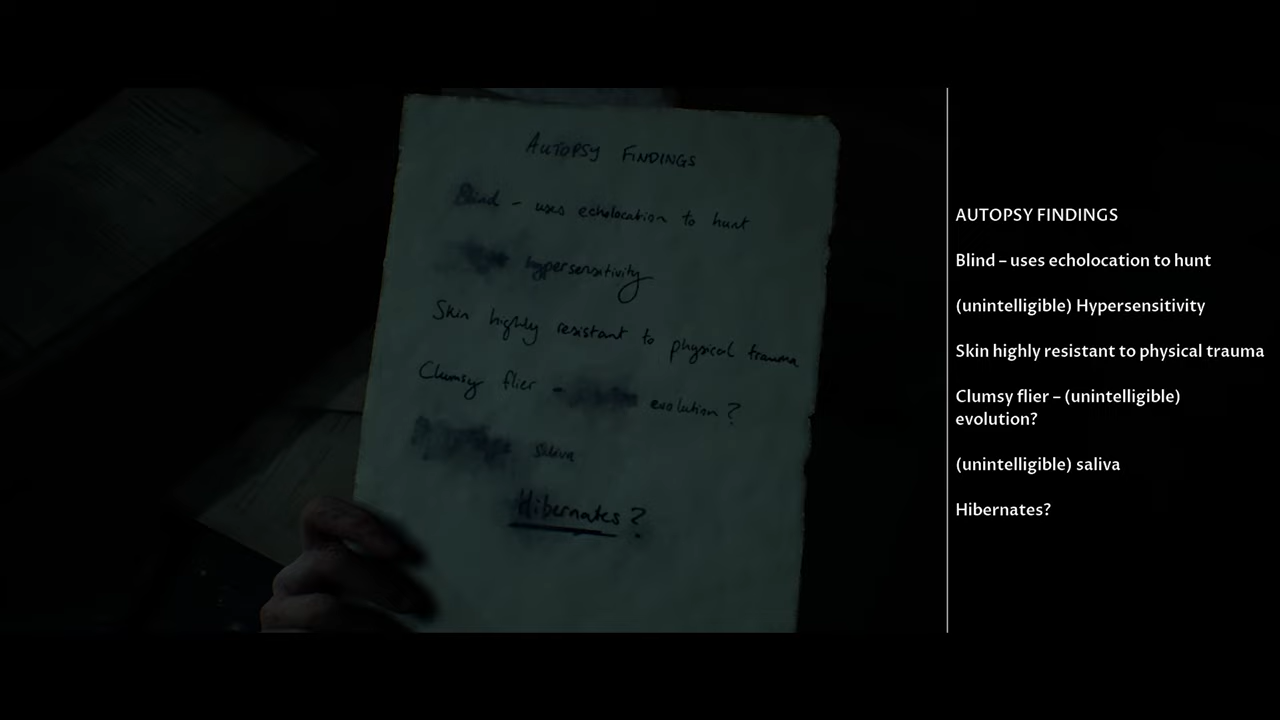 AUTOPSY FINDINGS
Blind - uses echolocation to hunt
hypersensitivity
Skin highly resistant to physical trauma
Clumsy flier - evolution?
saliva
Hibernates?
AUTOPSY FINDINGS
Blind – uses echolocation to hunt
(unintelligible) Hypersensitivity
Skin highly resistant to physical trauma
Clumsy flier – (unintelligible)
evolution?
(unintelligible) saliva
Hibernates?